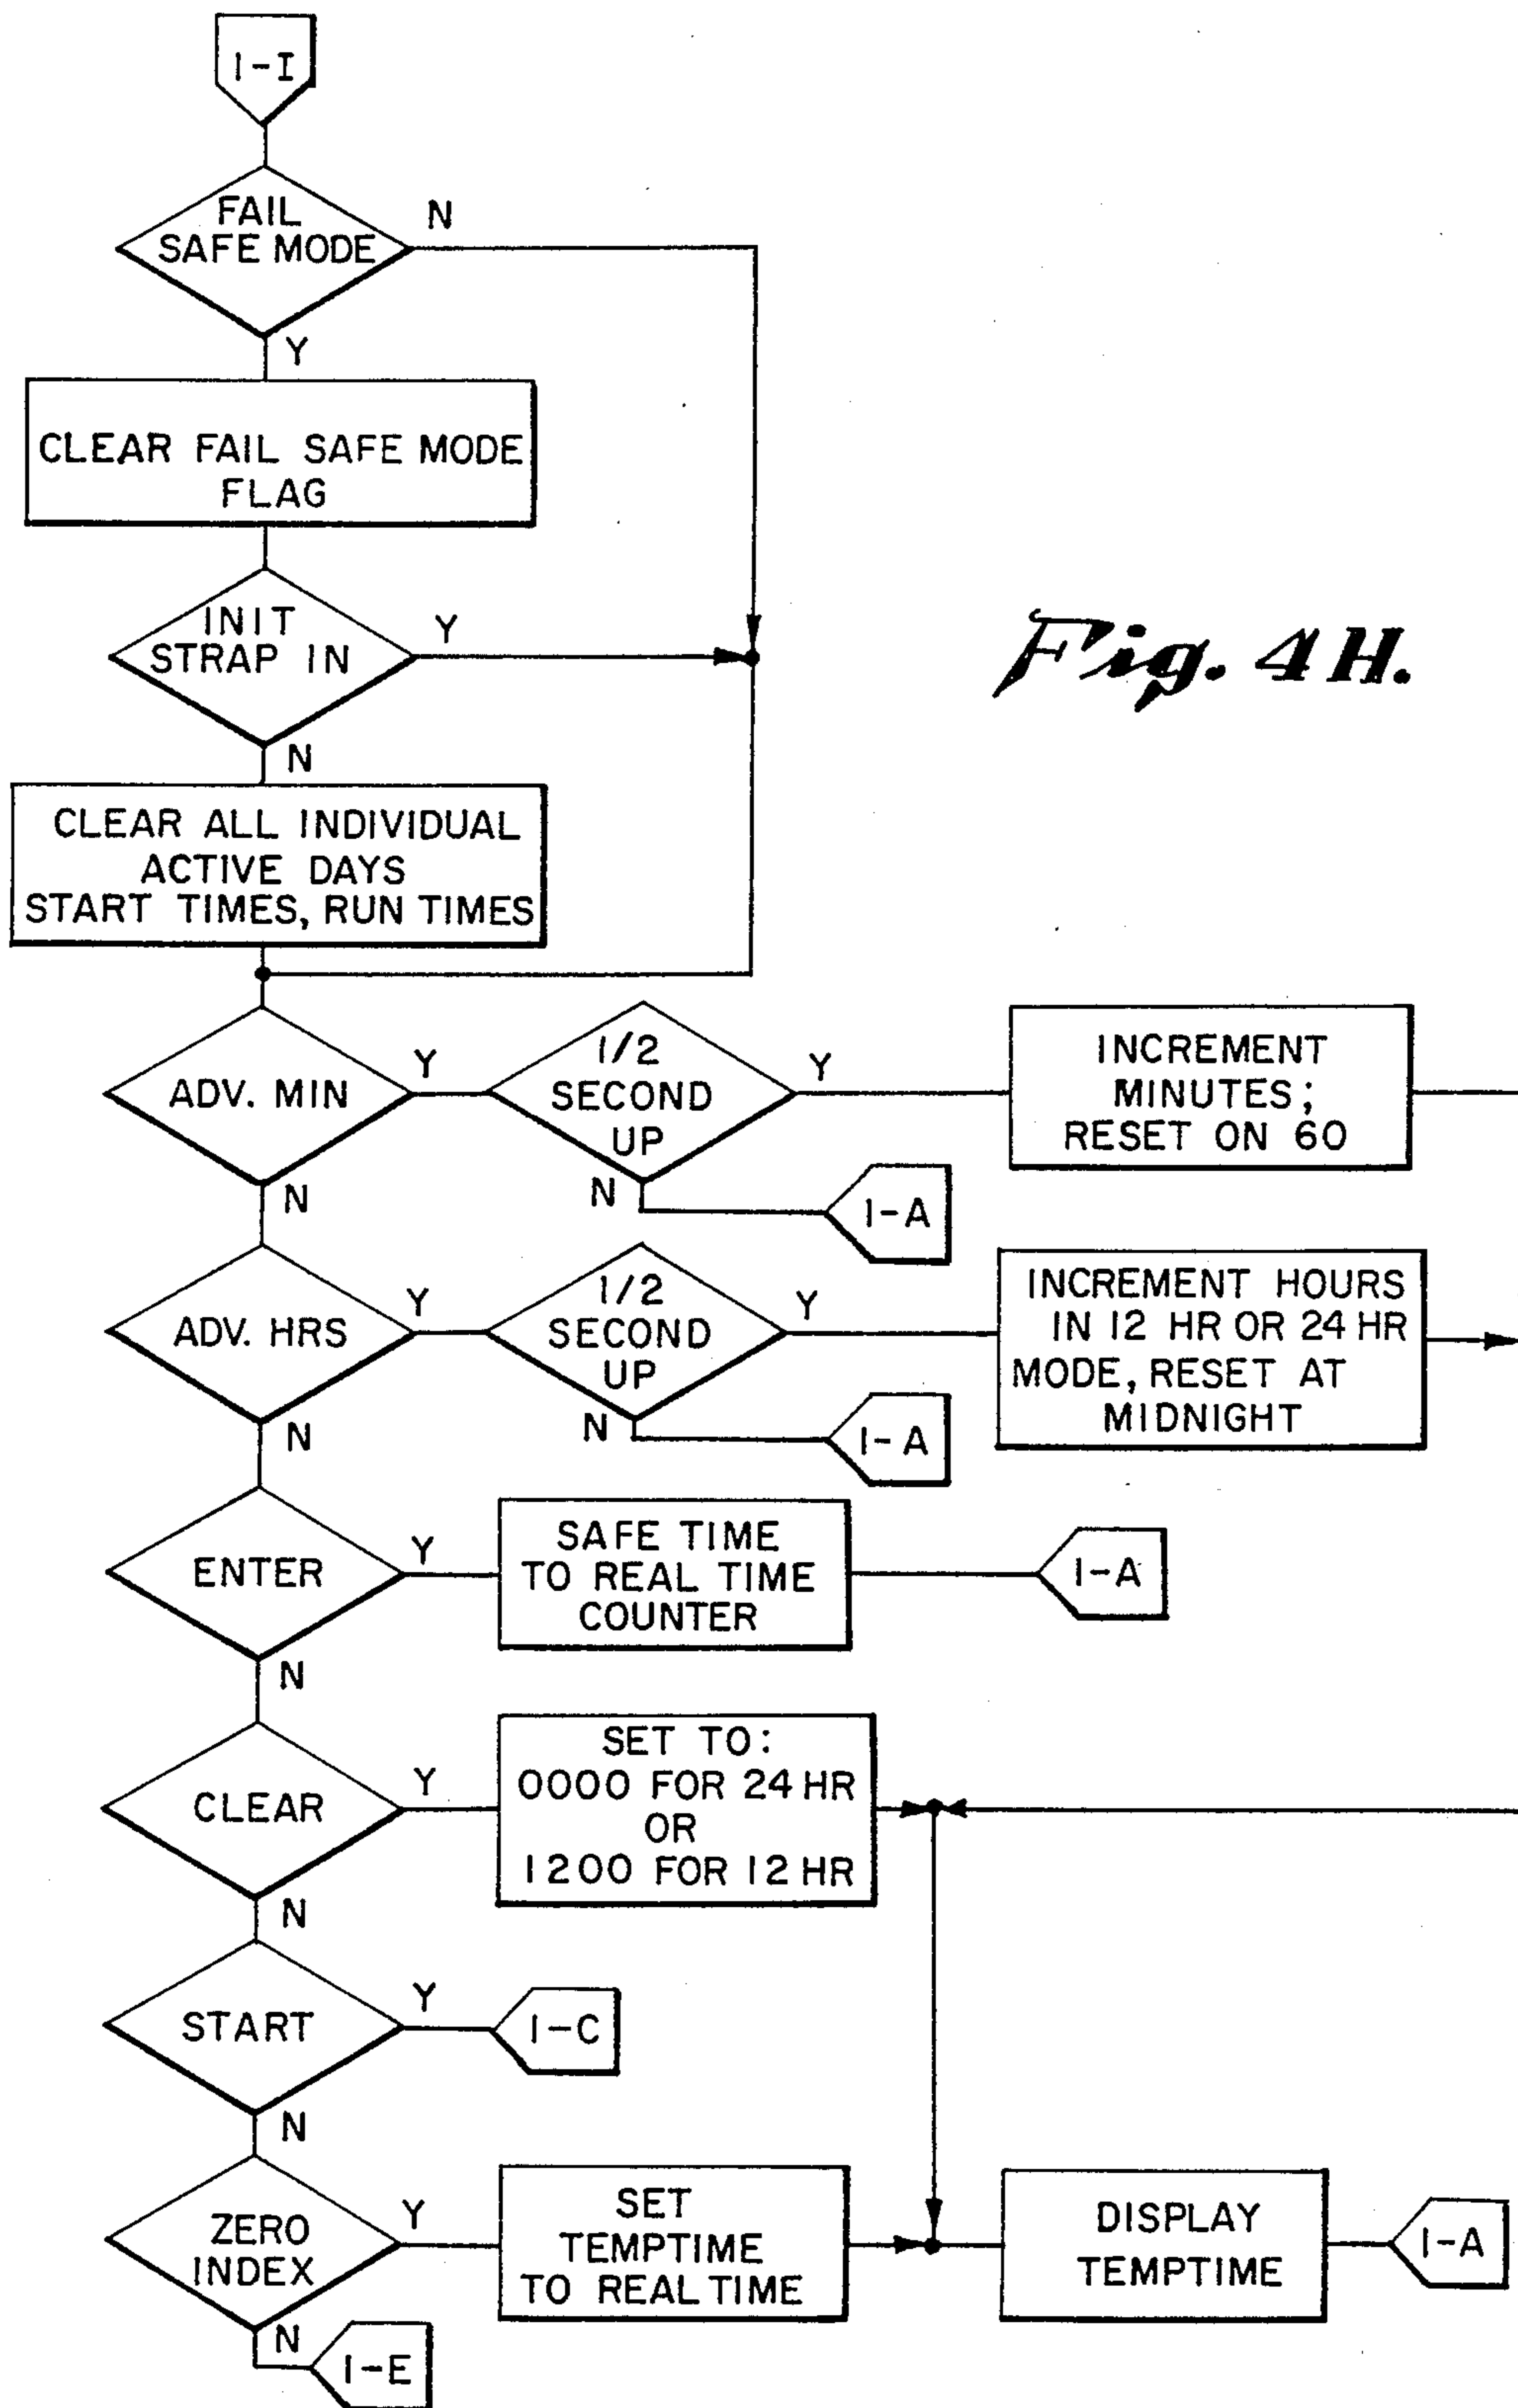 1-I
FAIL
SAFE MODE
N
Y
CLEAR FAIL SAFE MODE
FLAG
INIT
STRAP IN
Y
N
Fig. 4H.
CLEAR ALL INDIVIDUAL
ACTIVE DAYS
START TIMES, RUN TIMES
ADV. MIN
Y
N
1/2
SECOND
UP
Y
N
1-A
INCREMENT
MINUTES;
RESET ON 60
ADV. HRS
Y
N
1/2
SECOND
UP
Y
N
1-A
INCREMENT HOURS
IN 12 HR OR 24 HR
MODE, RESET AT
MIDNIGHT
ENTER
Y
N
SAFE TIME
TO REAL TIME
COUNTER
1-A
CLEAR
Y
N
SET TO:
0000 FOR 24 HR
OR
1200 FOR 12 HR
START
Y
N
1-C
ZERO
INDEX
Y
N
SET
TEMPTIME
TO REAL TIME
DISPLAY
TEMPTIME
1-A
1-E